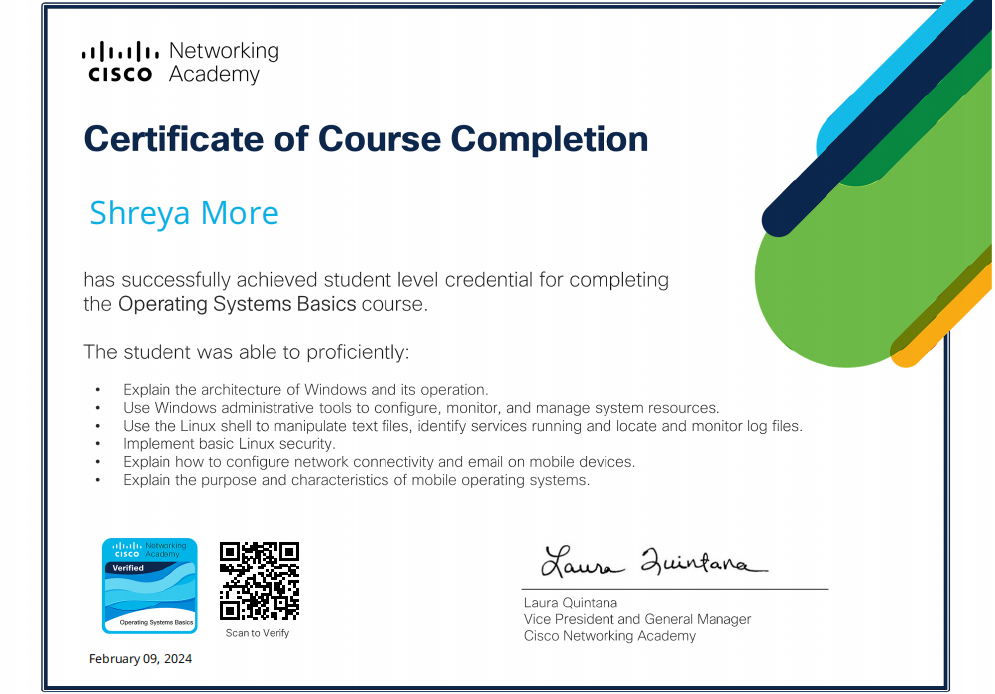 Networking
CISCO Academy
Certificate of Course Completion
Shreya More
has successfully achieved student level credential for completing
the Operating Systems Basics course.
The student was able to proficiently:
• Explain the architecture of Windows and its operation.
• Use Windows administrative tools to configure, monitor, and manage system resources.
• Use the Linux shell to manipulate text files, identify services running and locate and monitor log files.
• Implement basic Linux security.
• Explain how to configure network connectivity and email on mobile devices.
• Explain the purpose and characteristics of mobile operating systems.
Networking
CISCO Academy
Verified
Operating Systems Basics
Scan to Verify
February 09, 2024
Laura Quintana
Laura Quintana
Vice President and General Manager
Cisco Networking Academy